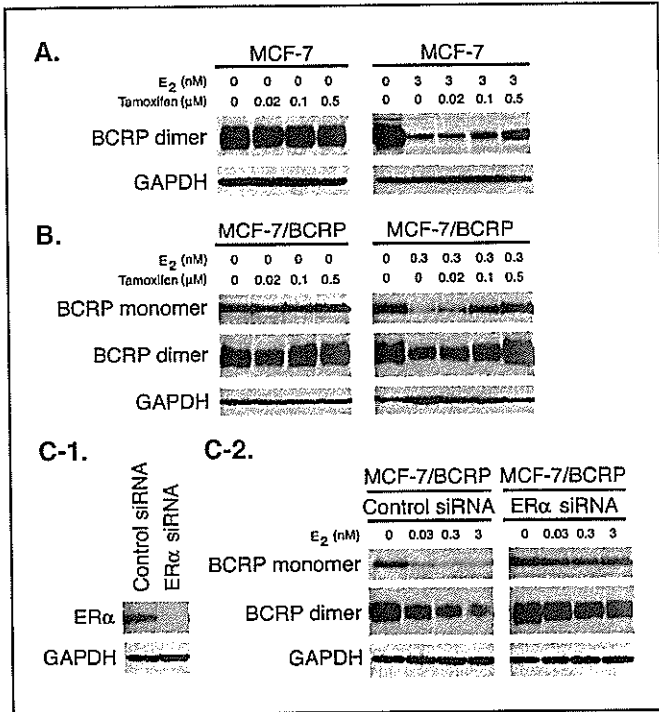 A.
MCF-7 MCF-7
E2 (nM) 0 0 0 0 0 3 3 3 3
Tamoxifen (μM) 0 0.02 0.1 0.5 0 0 0.02 0.1 0.5
BCRP dimer
GAPDH
B.
MCF-7/BCRP MCF-7/BCRP
E2 (nM) 0 0 0 0 0 0.3 0.3 0.3 0.3
Tamoxifen (μM) 0 0.02 0.1 0.5 0 0 0.02 0.1 0.5
BCRP monomer
BCRP dimer
GAPDH
C-1.
Control siRNA
ERα siRNA
ERα
GAPDH
C-2.
MCF-7/BCRP MCF-7/BCRP
Control siRNA ERα siRNA
E2 (nM) 0 0.03 0.3 3 0 0.03 0.3 3
BCRP monomer
BCRP dimer
GAPDH